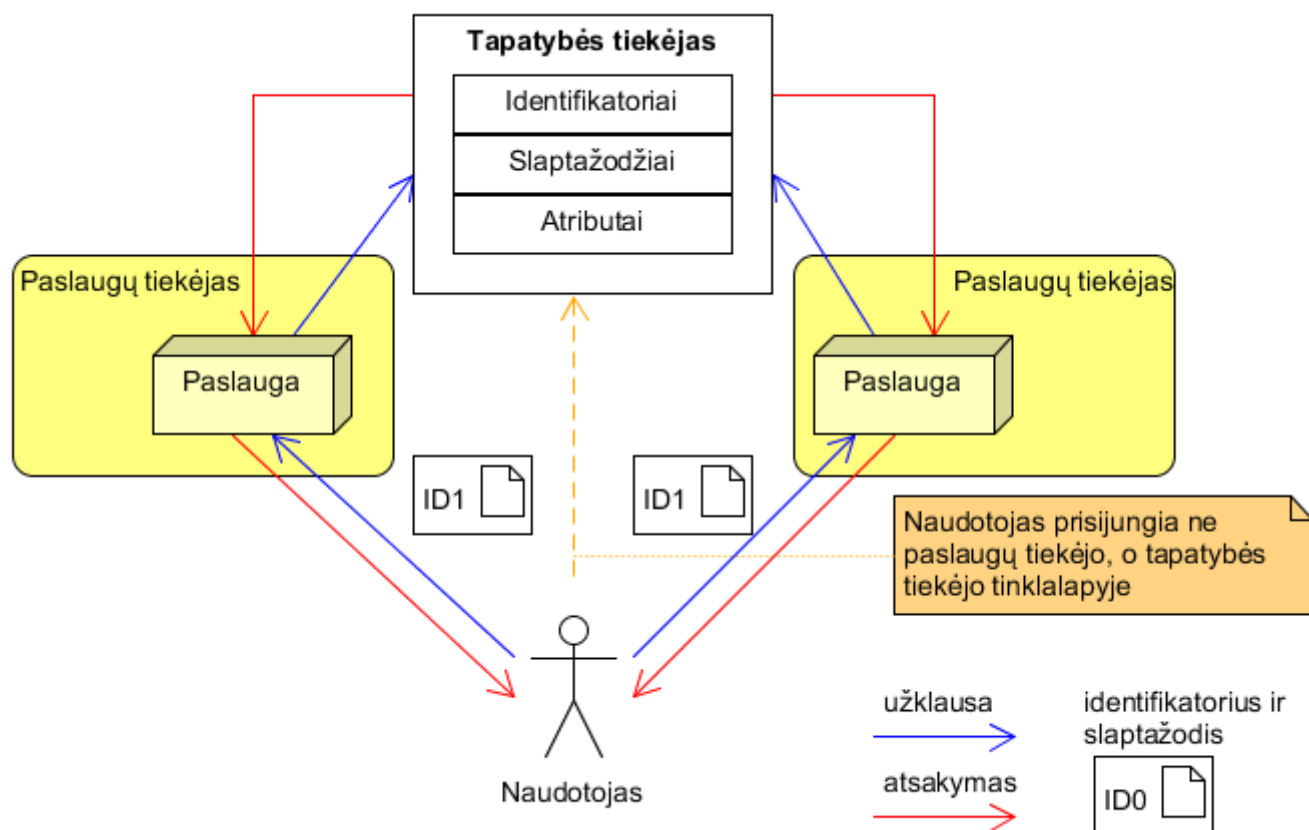 Tapatybės tiekėjas
Identifikatoriai
Slaptažodžiai
Atributai
Paslaugų tiekėjas
Paslaugų tiekėjas
Paslauga
Paslauga
ID1
ID1
Naudotojas prisijungia ne
paslaugų tiekėjo, o tapatybės
tiekėjo tinklalapyje
Naudotojas
užklausa
atsakymas
identifikatorius ir
slaptažodis
ID0